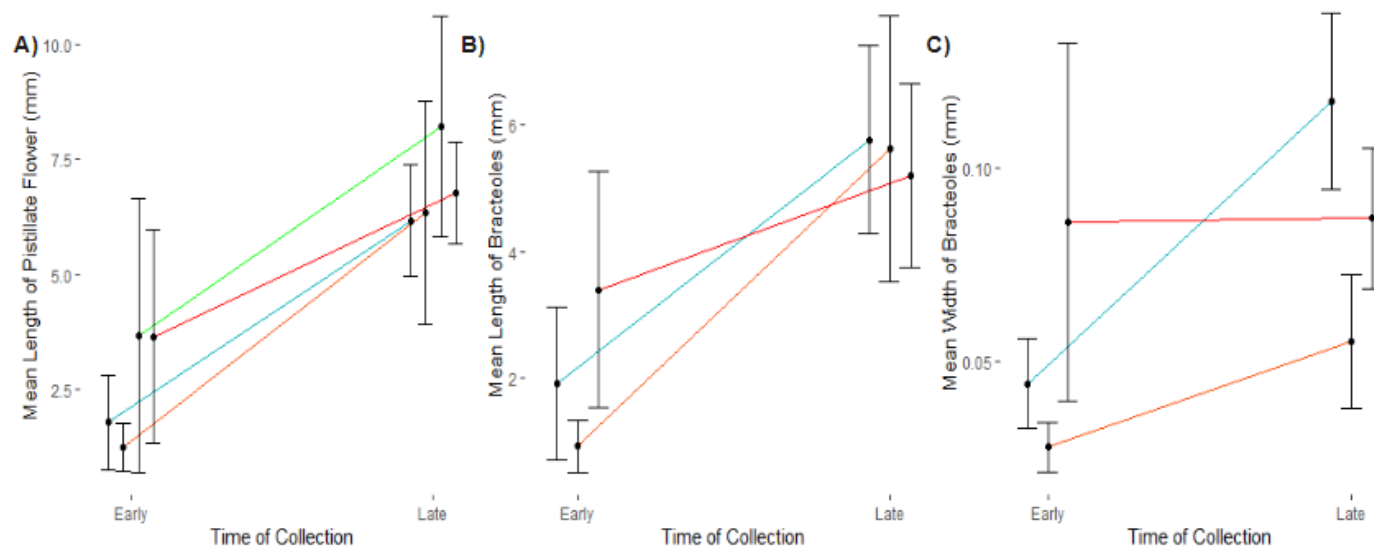 A)
Mean Length of Pistillate Flower (mm)
10.0
7.5
5.0
2.5
Early
Late
Time of Collection
B)
Mean Length of Bracteoles (mm)
6
4
2
Early
Late
Time of Collection
C)
Mean Width of Bracteoles (mm)
0.10
0.05
Early
Late
Time of Collection